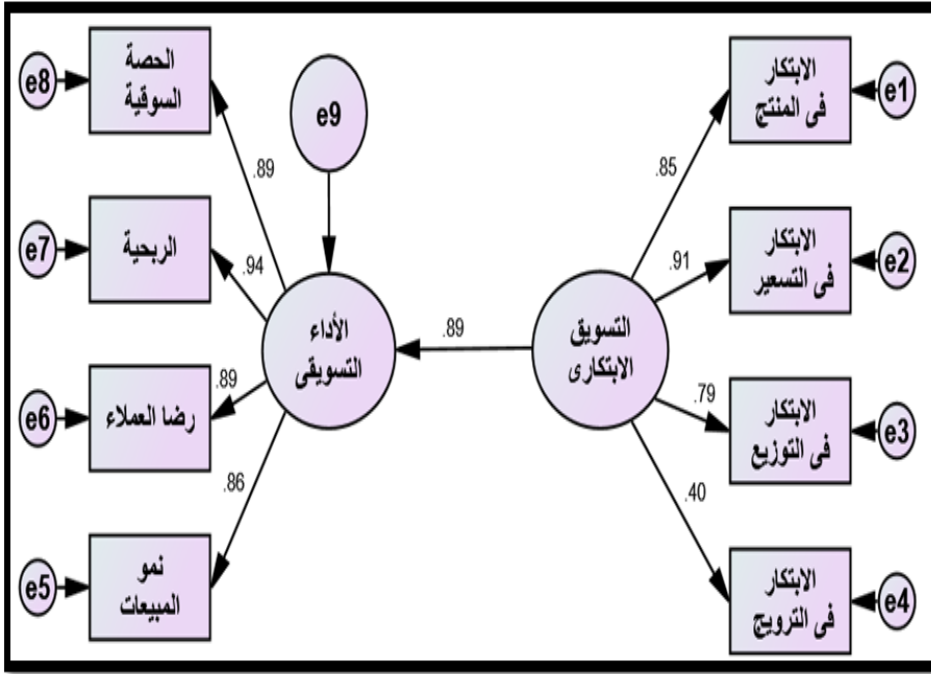 الابتكار
فى المنتج
e1
.85
الابتكار
فى التسعير
e2
.91
الابتكار
فى التوزيع
e3
.79
الابتكار
فى الترويج
e4
.40
التسويق
الابتكارى
.89
الأداء
التسويقى
e9
الحصة
السوقية
e8
.89
الربحية
e7
.94
رضا العملاء
e6
.89
نمو
المبيعات
e5
.86